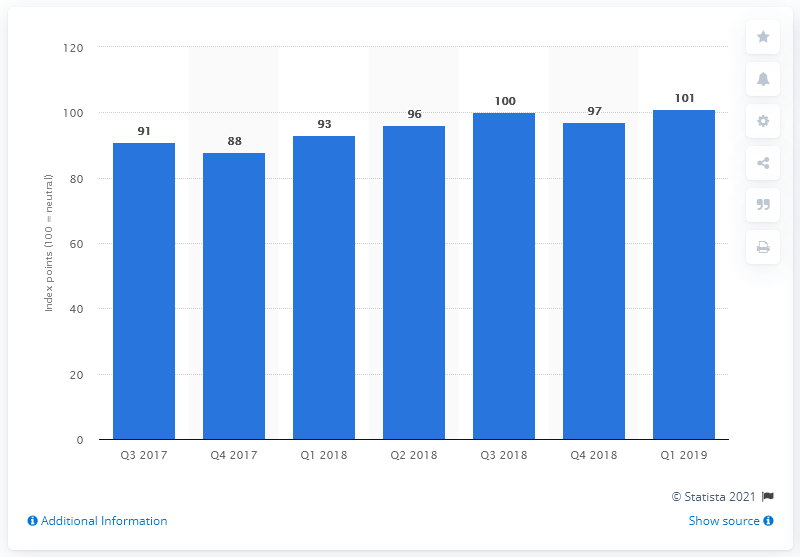 120
100
80
60
40
20
0
Index points (100 = neutral)
91
88
93
96
100
97
101
Q3 2017
Q4 2017
Q1 2018
Q2 2018
Q3 2018
Q4 2018
Q1 2019
© Statista 2021
Additional Information
Show source